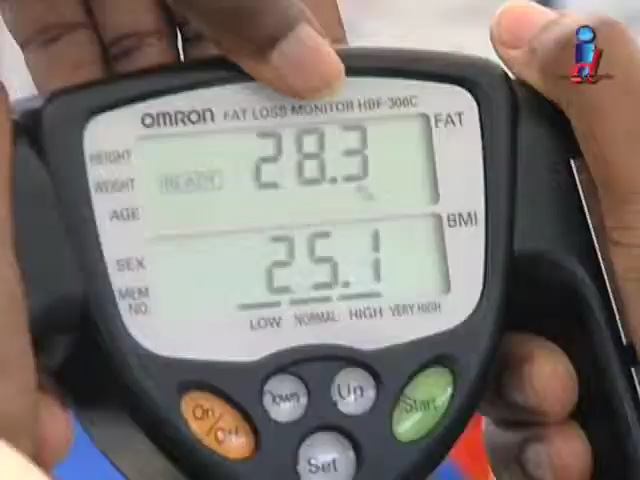 OMRON FAT LOSS MONITOR HBF-306C
HEIGHT
WEIGHT
AGE
READY
28.3
%
FAT
SEX
MEM NO.
25.1
BMI
LOW NORMAL HIGH VERY HIGH
On/Off
Down
Up
Start
Set